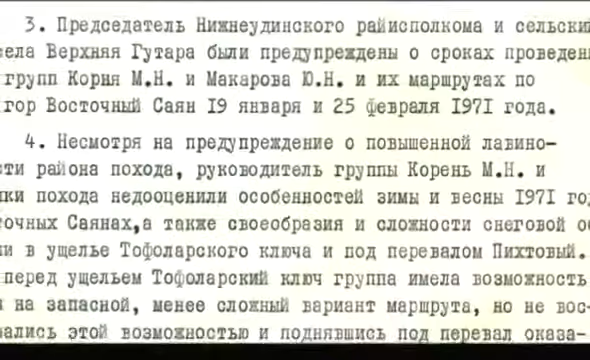 3. Председатель Нижнеудинского райисполкома и сельски
села Верхняя Гутара были предупреждены о сроках проведен
групп Корня М.Н. и Макарова Ю.Н. и их маршрутах по
гор Восточный Саян 19 января и 25 февраля 1971 года.
4. Несмотря на предупреждение о повышенной лавино-
сти района похода, руководитель группы Корень М.Н. и
ки похода недооценили особенностей зимы и весны 1971 го
точных Саянах,а также своеобразия и сложности снеговой о
и в ущелье Тофоларского ключа и под перевалом Пихтовый.
перед ущельем Тофоларский ключ группа имела возможность
на запасной, менее сложный вариант маршрута, но не вос-
ались этой возможностью и поднявшись под перевал оказа-